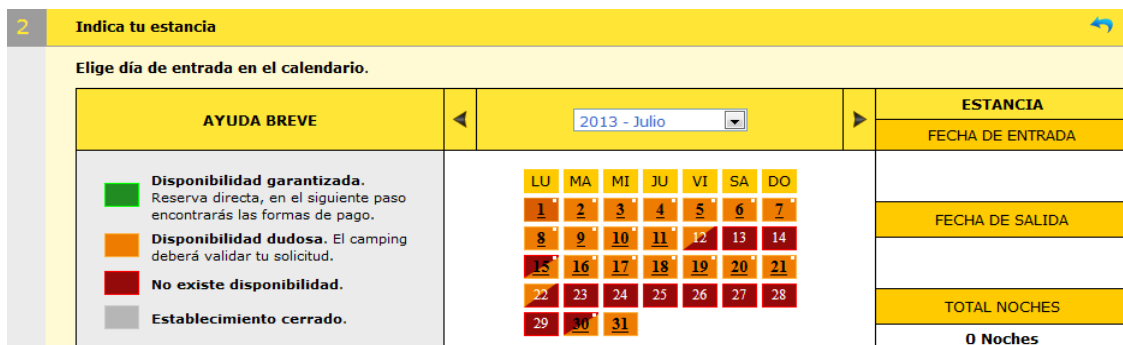 2 Indica tu estancia
Elige día de entrada en el calendario.
AYUDA BREVE
Disponibilidad garantizada.
Reserva directa, en el siguiente paso
encontrarás las formas de pago.
Disponibilidad dudosa. El camping
deberá validar tu solicitud.
No existe disponibilidad.
Establecimiento cerrado.
2013 - Julio
LU MA MI JU VI SA DO
1 2 3 4 5 6 7
8 9 10 11 12 13 14
15 16 17 18 19 20 21
22 23 24 25 26 27 28
29 30 31
ESTANCIA
FECHA DE ENTRADA
FECHA DE SALIDA
TOTAL NOCHES
0 Noches